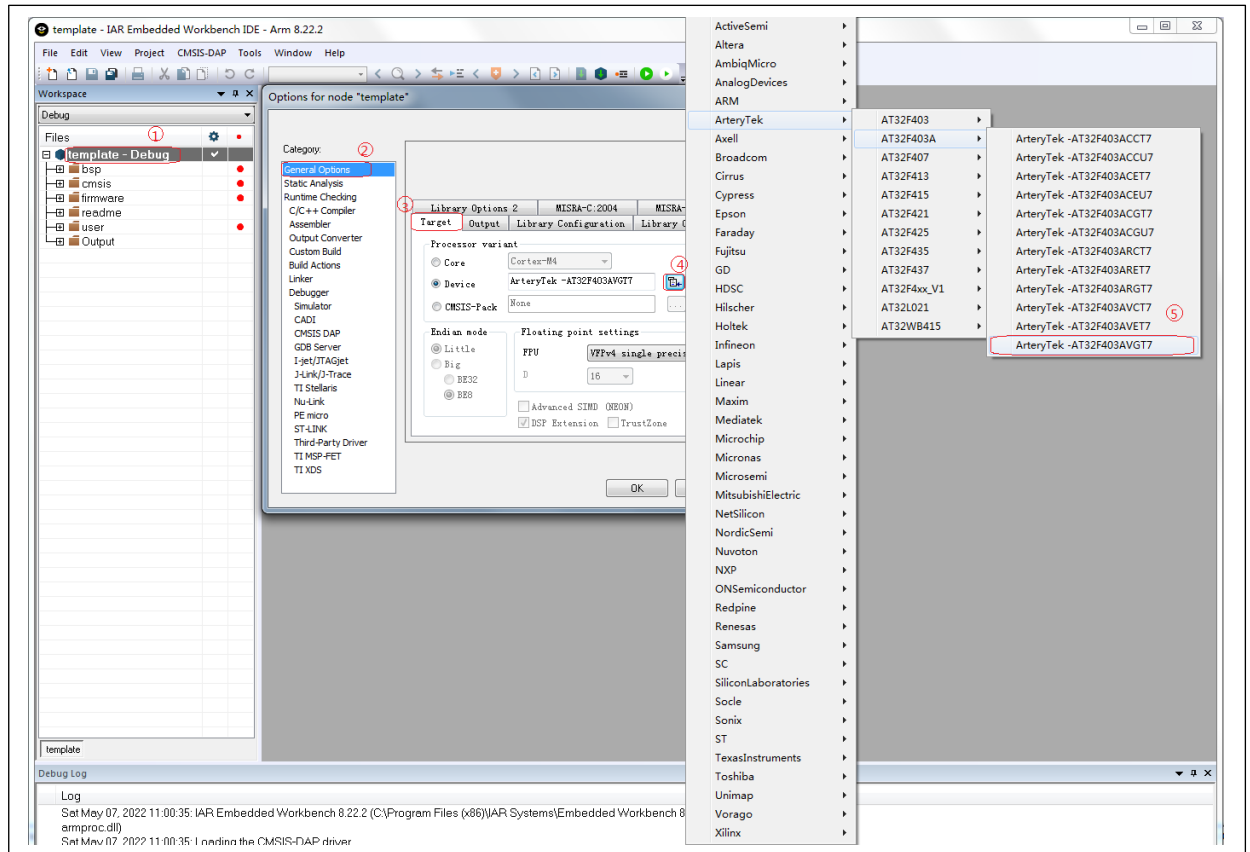 template - IAR Embedded Workbench IDE - Arm 8.22.2
File Edit View Project CMSIS-DAP Tools Window Help
Workspace
Debug
Files
①
template - Debug
bsp
cmsis
firmware
readme
user
Output
template
Options for node "template"
Category:
②
General Options
Static Analysis
Runtime Checking
C/C++ Compiler
Assembler
Output Converter
Custom Build
Build Actions
Linker
Debugger
Simulator
CADI
CMSIS DAP
GDB Server
I-jet/JTAGjet
J-Link/J-Trace
TI Stellaris
Nu-Link
PE micro
ST-LINK
Third-Party Driver
TI MSP-FET
TI XDS
③
Library Options 2 MISRA-C:2004 MISRA-
Target Output Library Configuration Library
Processor variant
Core Cortex-M4
④
Device ArteryTek -AT32F403AVGT7
CMSIS-Pack None ...
Endian mode
Little
Big
BE32
BE8
Floating point settings
FPU VFPv4 single precis
D 16
Advanced SIMD (NEON)
DSP Extension TrustZone
OK
ActiveSemi
Altera
AmbiqMicro
AnalogDevices
ARM
ArteryTek
Axell
Broadcom
Cirrus
Cypress
Epson
Faraday
Fujitsu
GD
HDSC
Hilscher
Holtek
Infineon
Lapis
Linear
Maxim
Mediatek
Microchip
Micronas
Microsemi
MitsubishiElectric
NetSilicon
NordicSemi
Nuvoton
NXP
ONSemiconductor
Redpine
Renesas
Samsung
SC
SiliconLaboratories
Socle
Sonix
ST
TexasInstruments
Toshiba
Unimap
Vorago
Xilinx
AT32F403
AT32F403A
AT32F407
AT32F413
AT32F415
AT32F421
AT32F425
AT32F435
AT32F437
AT32F4xx_V1
AT32L021
AT32WB415
ArteryTek -AT32F403ACCT7
ArteryTek -AT32F403ACCU7
ArteryTek -AT32F403ACET7
ArteryTek -AT32F403ACEU7
ArteryTek -AT32F403ACGT7
ArteryTek -AT32F403ACGU7
ArteryTek -AT32F403ARCT7
ArteryTek -AT32F403ARET7
ArteryTek -AT32F403ARGT7
ArteryTek -AT32F403AVCT7
ArteryTek -AT32F403AVET7
⑤
ArteryTek -AT32F403AVGT7
Debug Log
Log
Sat May 07, 2022 11:00:35: IAR Embedded Workbench 8.22.2 (C:\Program Files (x86)\IAR Systems\Embedded Workbench 8
armproc.dll)
Sat May 07, 2022 11:00:35: Loading the CMSIS-DAP driver